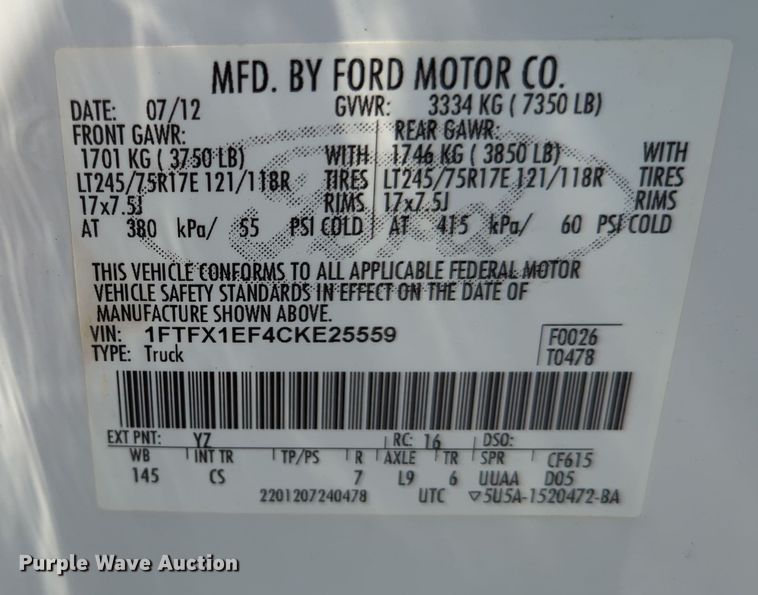 MFD. BY FORD MOTOR CO.
DATE: 07/12 GVWR: 3334 KG ( 7350 LB)
FRONT GAWR: REAR GAWR:
1701 KG ( 3750 LB) WITH 1746 KG ( 3850 LB) WITH
LT245/75R17E 121/118R TIRES LT245/75R17E 121/118R TIRES
17x7.5J RIMS 17x7.5J RIMS
AT 380 kPa/ 55 PSI COLD AT 415 kPa/ 60 PSI COLD
THIS VEHICLE CONFORMS TO ALL APPLICABLE FEDERAL MOTOR
VEHICLE SAFETY STANDARDS IN EFFECT ON THE DATE OF
MANUFACTURE SHOWN ABOVE.
VIN: 1FTFX1EF4CKE25559 F0026
TYPE: Truck T0478
EXT PNT: YZ RC: 16 DSO:
WB INT TR TP/PS R AXLE TR SPR CF615
145 CS 7 L9 6 UUAA D05
2201207240478 UTC ▽5U5A-1520472-BA
Purple Wave Auction